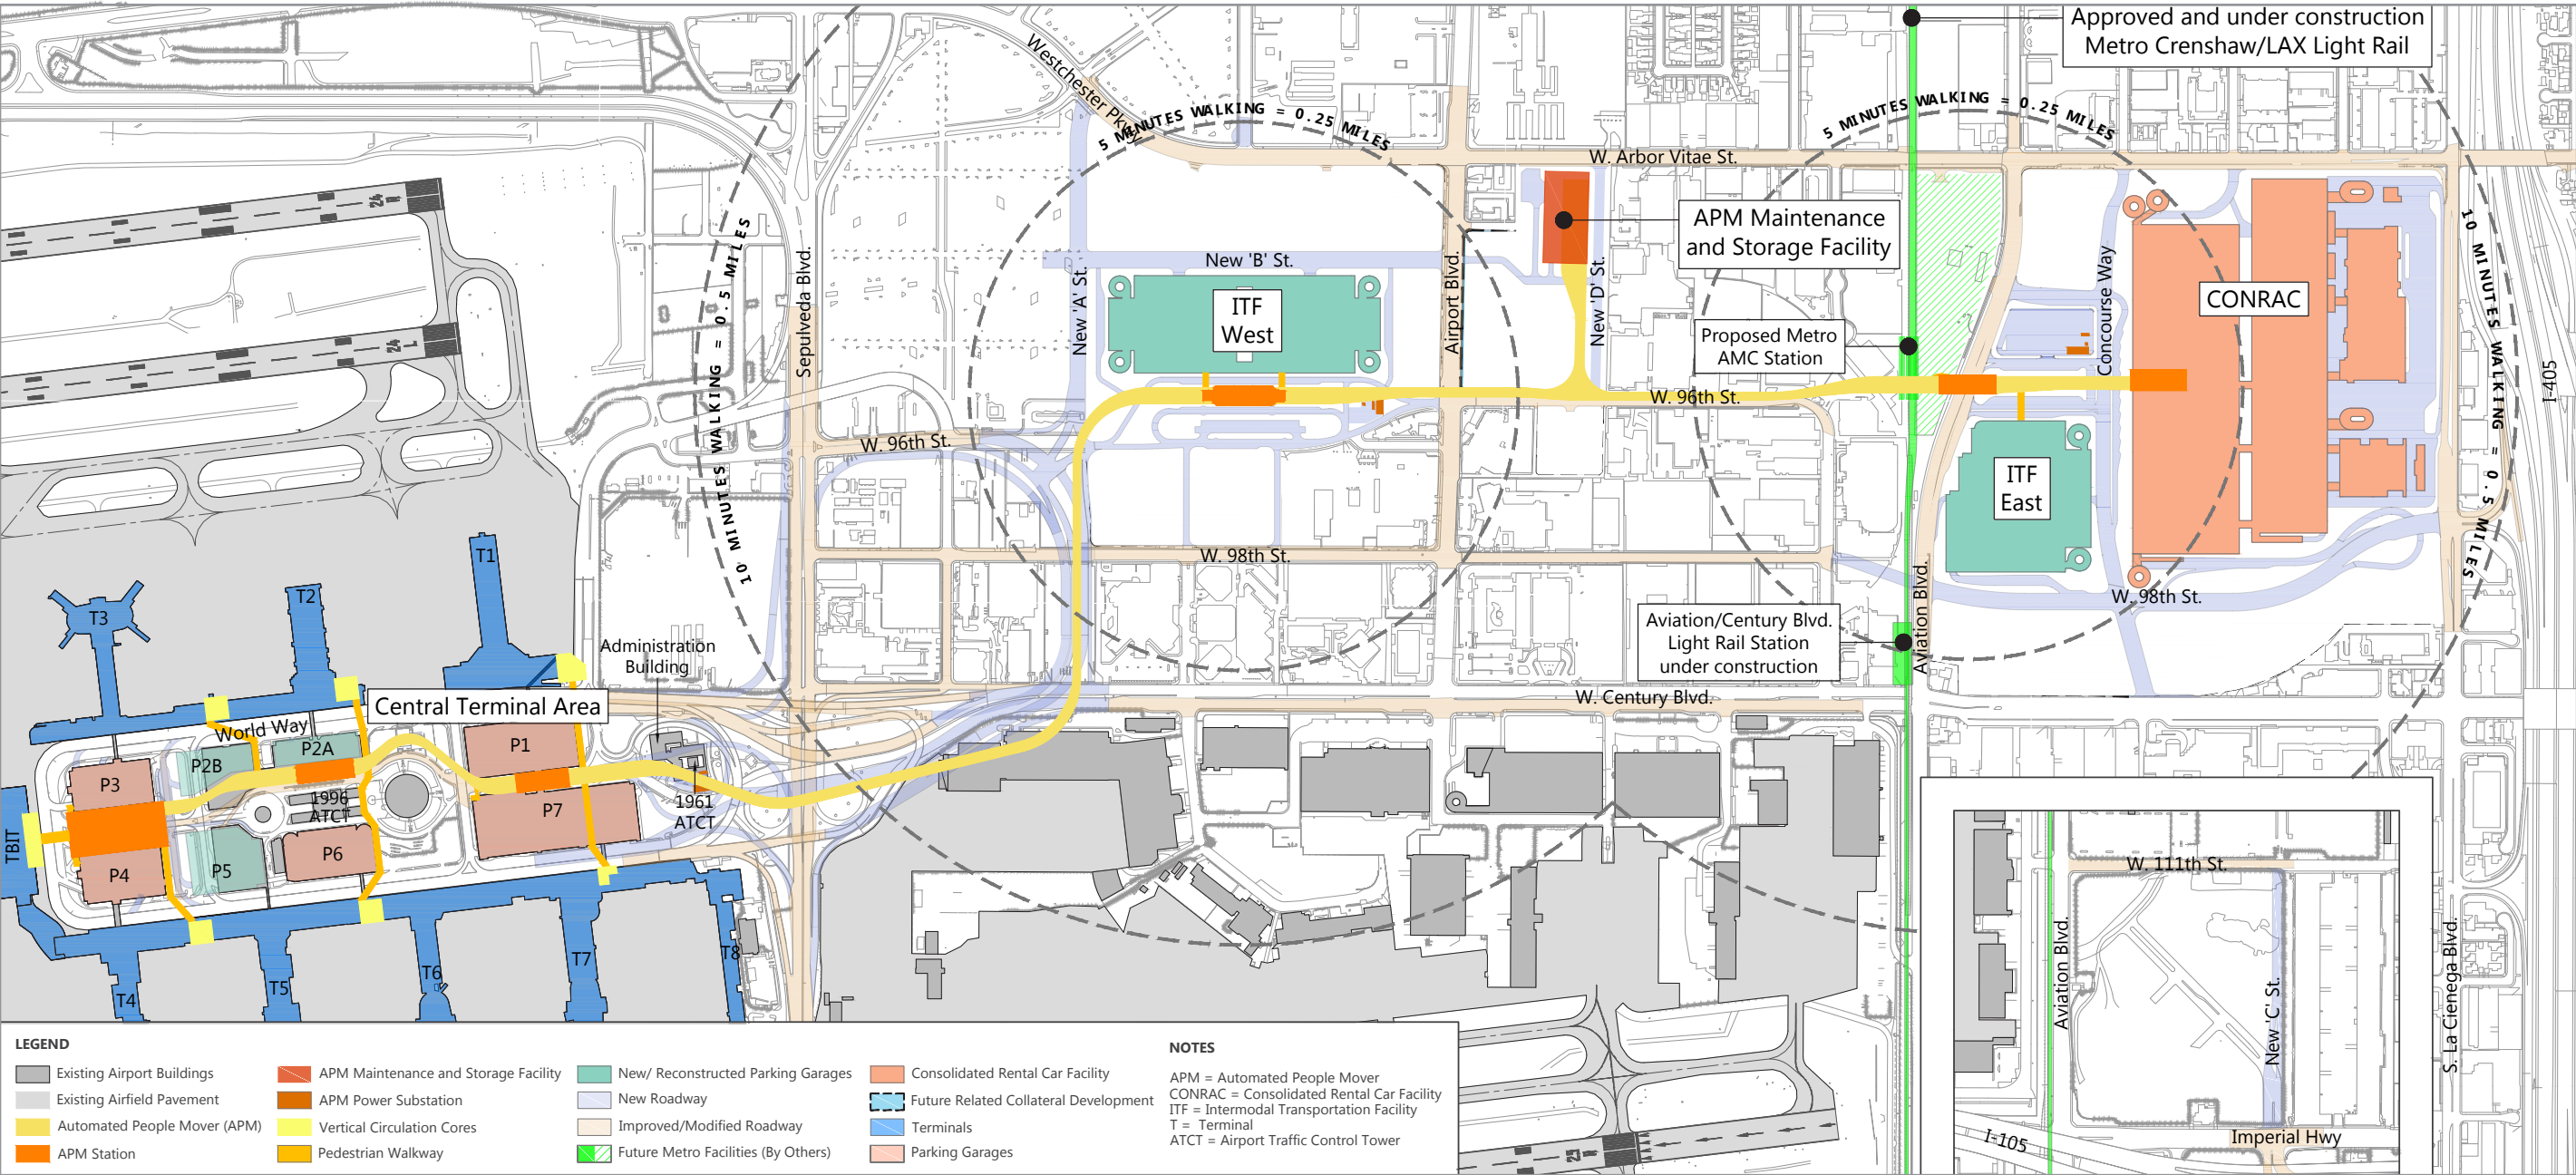 Approved and under construction
Metro Crenshaw/LAX Light Rail
Westchester Pkwy
5 MINUTES WALKING = 0.25 MILES
5 MINUTES WALKING = 0.25 MILES
W. Arbor Vitae St.
24
R
10 MINUTES WALKING = 0.5 MILES
10 MINUTES WALKING = 0.5 MILES
APM Maintenance
and Storage Facility
Sepulveda Blvd.
New 'A' St.
New 'B' St.
Airport Blvd.
New 'D' St.
Concourse Way
CONRAC
ITF
West
Proposed Metro
AMC Station
24
L
I-405
W. 96th St.
W. 96th St.
ITF
East
W. 98th St.
W. 98th St.
T1
T2
T3
Aviation/Century Blvd.
Light Rail Station
under construction
Aviation Blvd.
Administration
Building
Central Terminal Area
W. Century Blvd.
World Way
P2A
P2B
P1
P3
P7
1996
ATCT
1961
ATCT
TBIT
P4
P5
P6
T4
T5
T6
T7
T8
W. 111th St.
Aviation Blvd.
New 'C' St.
S. La Cienega Blvd.
Imperial Hwy
I-105
25
LEGEND
Existing Airport Buildings
Existing Airfield Pavement
Automated People Mover (APM)
APM Station
APM Maintenance and Storage Facility
APM Power Substation
Vertical Circulation Cores
Pedestrian Walkway
New/ Reconstructed Parking Garages
New Roadway
Improved/Modified Roadway
Future Metro Facilities (By Others)
Consolidated Rental Car Facility
Future Related Collateral Development
Terminals
Parking Garages
NOTES
APM = Automated People Mover
CONRAC = Consolidated Rental Car Facility
ITF = Intermodal Transportation Facility
T = Terminal
ATCT = Airport Traffic Control Tower